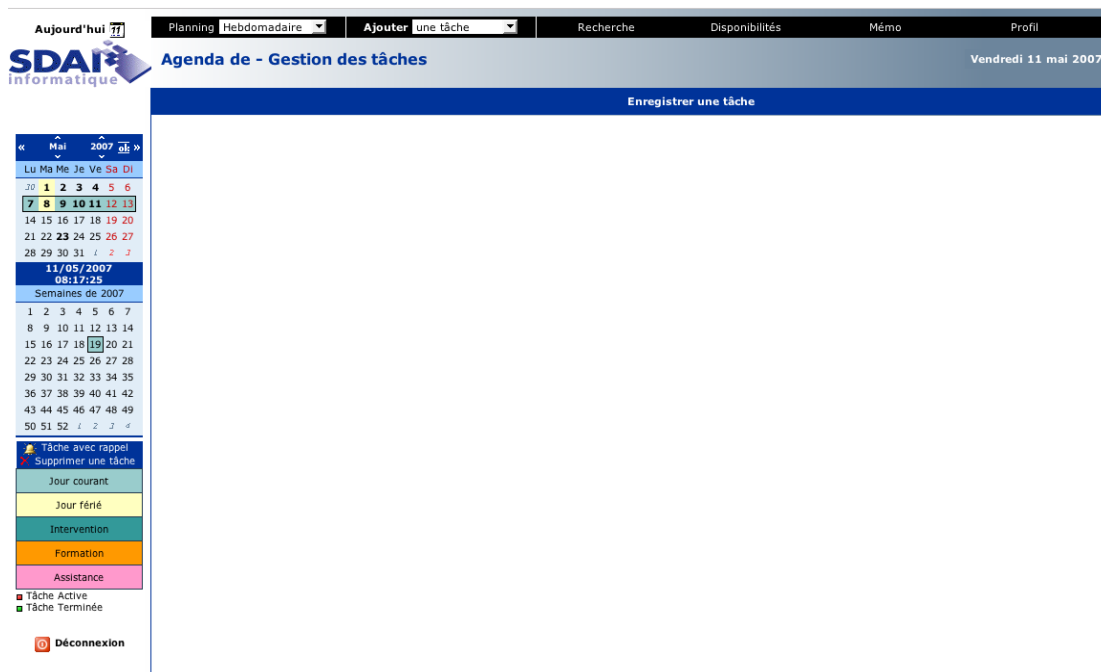 Aujourd'hui 11
Planning Hebdomadaire Ajouter une tâche Recherche Disponibilités Mémo Profil
SDAI
informatique
Agenda de - Gestion des tâches
Vendredi 11 mai 2007
Enregistrer une tâche
« Mai 2007 ok »
Lu Ma Me Je Ve Sa Di
30 1 2 3 4 5 6
7 8 9 10 11 12 13
14 15 16 17 18 19 20
21 22 23 24 25 26 27
28 29 30 31 1 2 3
11/05/2007
08:17:25
Semaines de 2007
1 2 3 4 5 6 7
8 9 10 11 12 13 14
15 16 17 18 19 20 21
22 23 24 25 26 27 28
29 30 31 32 33 34 35
36 37 38 39 40 41 42
43 44 45 46 47 48 49
50 51 52 1 2 3 4
Tâche avec rappel
Supprimer une tâche
Jour courant
Jour férié
Intervention
Formation
Assistance
Tâche Active
Tâche Terminée
Déconnexion